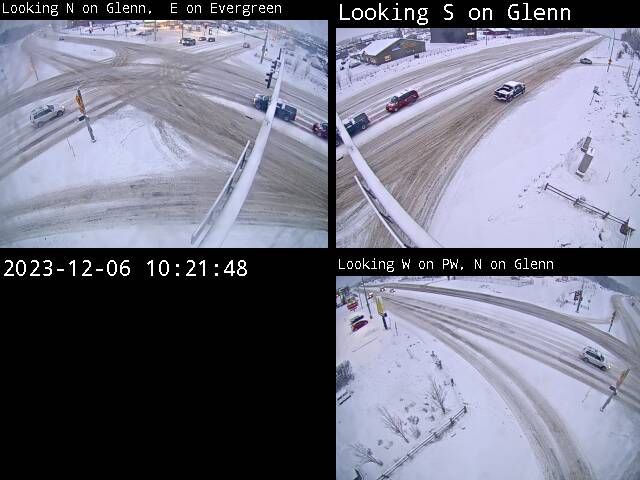 Looking N on Glenn, E on Evergreen
Looking S on Glenn
2023-12-06 10:21:48
Looking W on PW, N on Glenn